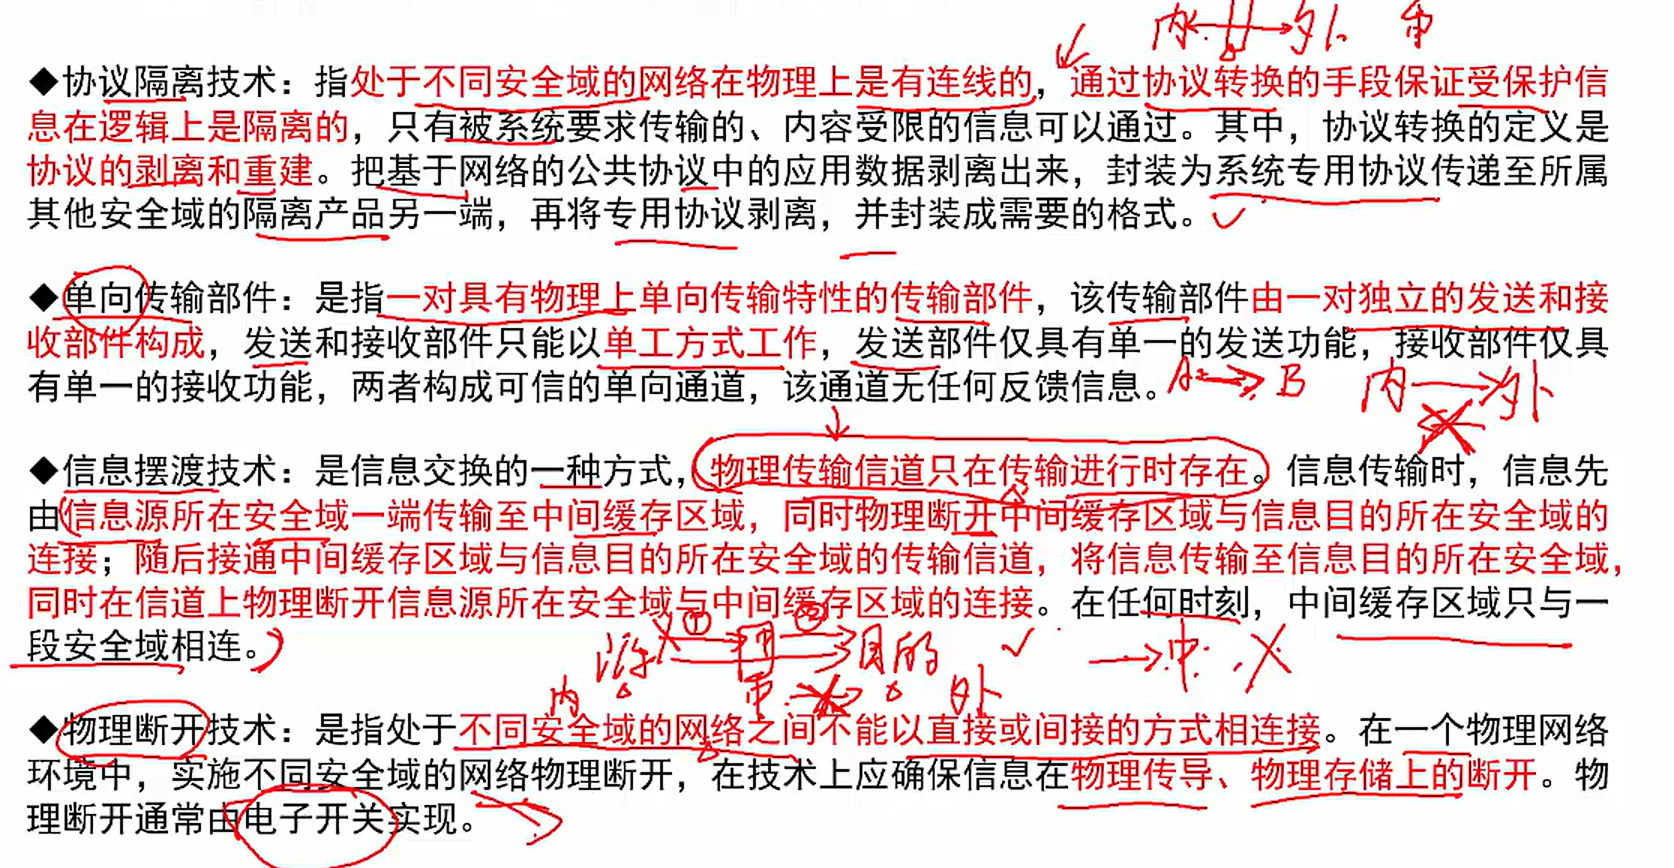 内 外 币
◆协议隔离技术：指处于不同安全域的网络在物理上是有连线的，通过协议转换的手段保证受保护信
息在逻辑上是隔离的，只有被系统要求传输的、内容受限的信息可以通过。其中，协议转换的定义是
协议的剥离和重建。把基于网络的公共协议中的应用数据剥离出来，封装为系统专用协议传递至所属
其他安全域的隔离产品另一端，再将专用协议剥离，并封装成需要的格式。
◆单向传输部件：是指一对具有物理上单向传输特性的传输部件，该传输部件由一对独立的发送和接
收部件构成，发送和接收部件只能以单工方式工作，发送部件仅具有单一的发送功能，接收部件仅具
有单一的接收功能，两者构成可信的单向通道，该通道无任何反馈信息。
A B 内 外
◆信息摆渡技术：是信息交换的一种方式，物理传输信道只在传输进行时存在。信息传输时，信息先
由信息源所在安全域一端传输至中间缓存区域，同时物理断开中间缓存区域与信息目的所在安全域的
连接；随后接通中间缓存区域与信息目的所在安全域的传输信道，将信息传输至信息目的所在安全域，
同时在信道上物理断开信息源所在安全域与中间缓存区域的连接。在任何时刻，中间缓存区域只与一
段安全域相连。
① ②
源 目的 中
内 外
◆物理断开技术：是指处于不同安全域的网络之间不能以直接或间接的方式相连接。在一个物理网络
环境中，实施不同安全域的网络物理断开，在技术上应确保信息在物理传导、物理存储上的断开。物
理断开通常由电子开关实现。